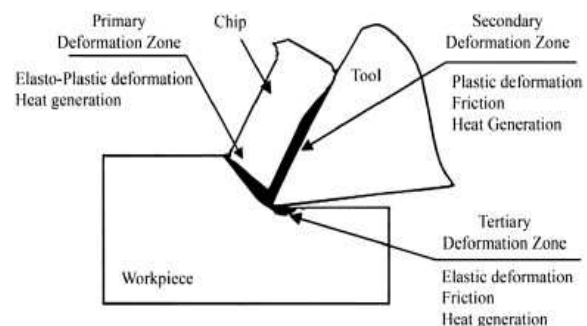 Primary
Deformation Zone
Elasto-Plastic deformation
Heat generation
Chip
Secondary
Deformation Zone
Plastic deformation
Friction
Heat Generation
Tool
Tertiary
Deformation Zone
Elastic deformation
Friction
Heat generation
Workpiece